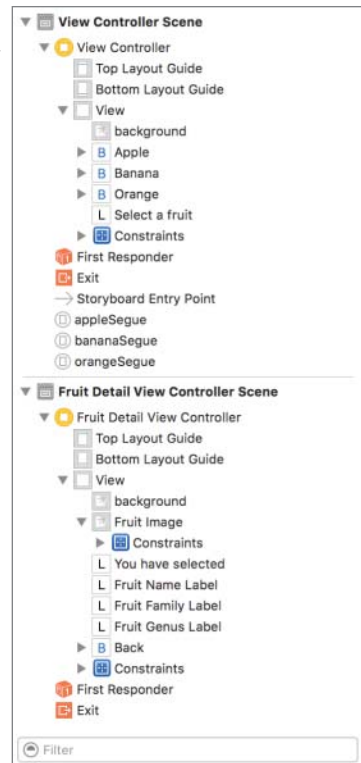 View Controller Scene
View Controller
Top Layout Guide
Bottom Layout Guide
View
background
B Apple
B Banana
B Orange
L Select a fruit
Constraints
First Responder
Exit
Storyboard Entry Point
appleSegue
bananaSegue
orangeSegue
Fruit Detail View Controller Scene
Fruit Detail View Controller
Top Layout Guide
Bottom Layout Guide
View
background
Fruit Image
Constraints
L You have selected
L Fruit Name Label
L Fruit Family Label
L Fruit Genus Label
B Back
Constraints
First Responder
Exit
Filter